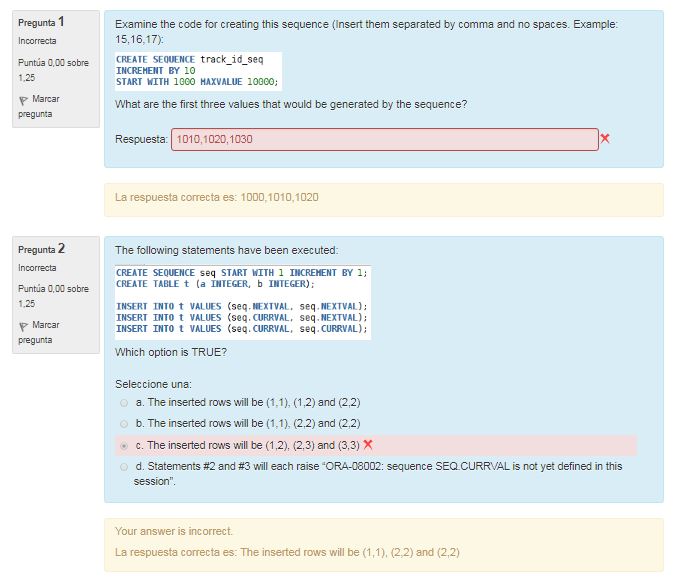 Pregunta 1
Incorrecta
Puntúa 0,00 sobre
1,25
Marcar
pregunta
Examine the code for creating this sequence (Insert them separated by comma and no spaces. Example:
15,16,17):
CREATE SEQUENCE track_id_seq
INCREMENT BY 10
START WITH 1000 MAXVALUE 10000;
What are the first three values that would be generated by the sequence?
Respuesta: 1010,1020,1030
La respuesta correcta es: 1000,1010,1020
Pregunta 2
Incorrecta
Puntúa 0,00 sobre
1,25
Marcar
pregunta
The following statements have been executed:
CREATE SEQUENCE seq START WITH 1 INCREMENT BY 1;
CREATE TABLE t (a INTEGER, b INTEGER);
INSERT INTO t VALUES (seq.NEXTVAL, seq.NEXTVAL);
INSERT INTO t VALUES (seq.CURRVAL, seq.NEXTVAL);
INSERT INTO t VALUES (seq.CURRVAL, seq.CURRVAL);
Which option is TRUE?
Seleccione una:
a. The inserted rows will be (1,1), (1,2) and (2,2)
b. The inserted rows will be (1,1), (2,2) and (2,2)
c. The inserted rows will be (1,2), (2,3) and (3,3)
d. Statements #2 and #3 will each raise "ORA-08002: sequence SEQ.CURRVAL is not yet defined in this
session".
Your answer is incorrect.
La respuesta correcta es: The inserted rows will be (1,1), (2,2) and (2,2)